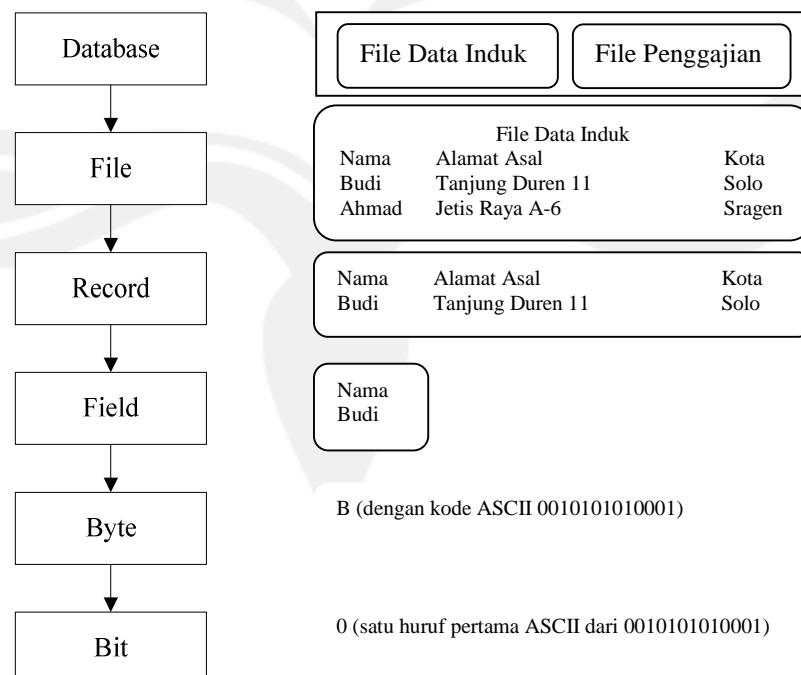 Database
File Data Induk
File Penggajian
File
File Data Induk
Nama Alamat Asal Kota
Budi Tanjung Duren 11 Solo
Ahmad Jetis Raya A-6 Sragen
Record
Nama Alamat Asal Kota
Budi Tanjung Duren 11 Solo
Field
Nama
Budi
Byte
B (dengan kode ASCII 0010101010001)
Bit
0 (satu huruf pertama ASCII dari 0010101010001)